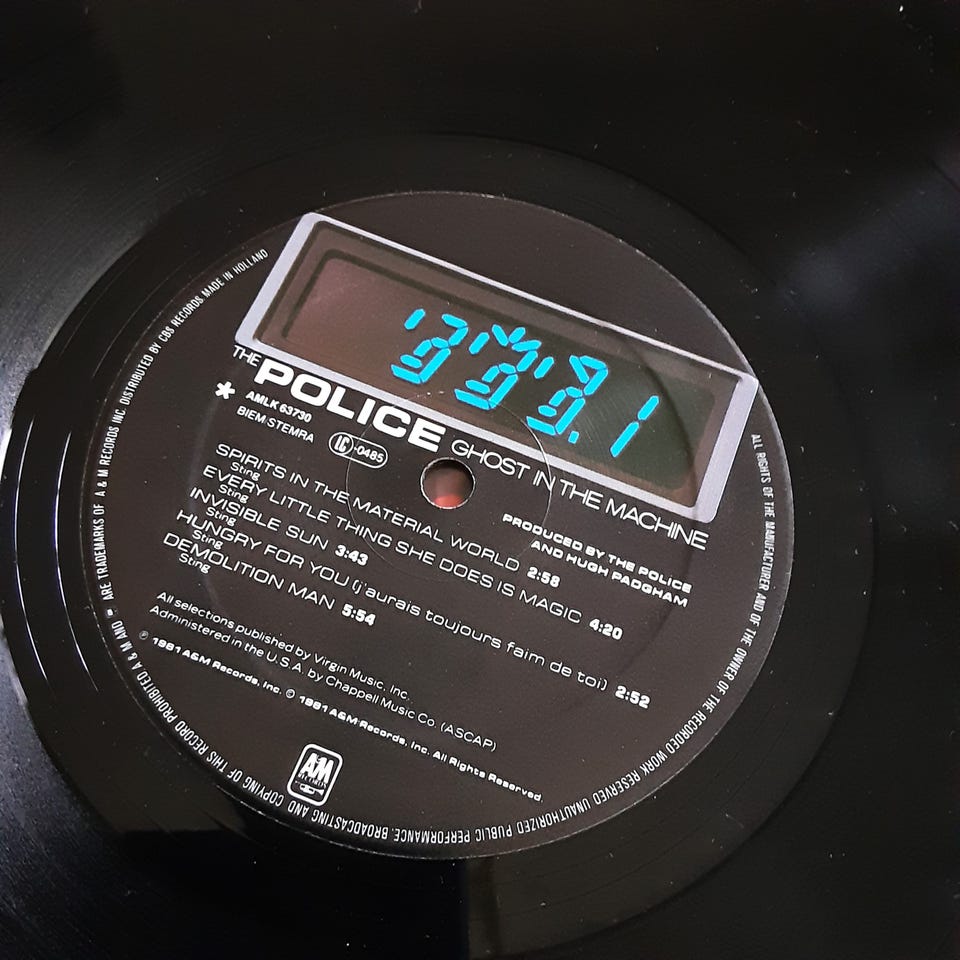 THE POLICE GHOST IN THE MACHINE
* AMLK 63730
BIEM/STEMRA
LC 0485
PRODUCED BY THE POLICE
AND HUGH PADGHAM
SPIRITS IN THE MATERIAL WORLD 2:58
Sting
EVERY LITTLE THING SHE DOES IS MAGIC 4:20
Sting
INVISIBLE SUN 3:43
Sting
HUNGRY FOR YOU (j'aurais toujours faim de toi) 2:52
Sting
DEMOLITION MAN 5:54
Sting
All selections published by Virgin Music, Inc.
Administered in the U.S.A. by Chappell Music Co. (ASCAP)
℗ 1981 A&M Records, Inc. © 1981 A&M Records, Inc. All Rights Reserved.
A&M
RECORDS
ALL RIGHTS OF THE MANUFACTURER AND OF THE OWNER OF THE RECORDED WORK RESERVED UNAUTHORIZED PUBLIC PERFORMANCE. BROADCASTING AND COPYING OF THIS RECORD PROHIBITED A & M AND ARE TRADEMARKS OF A & M RECORDS INC. DISTRIBUTED BY CBS RECORDS. MADE IN HOLLAND